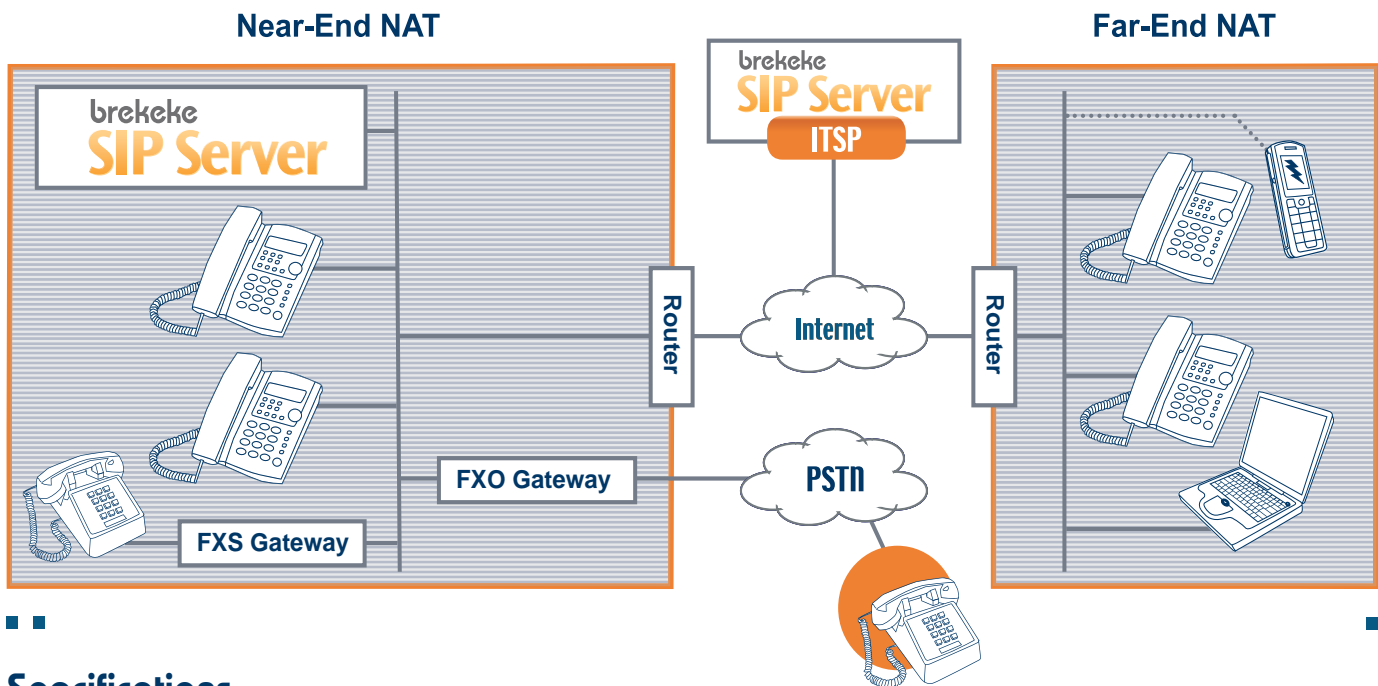 Near-End NAT
Far-End NAT
brekeke
SIP Server
brekeke
SIP Server
ITSP
Router
Internet
Router
FXO Gateway
PSTN
FXS Gateway
Specifications